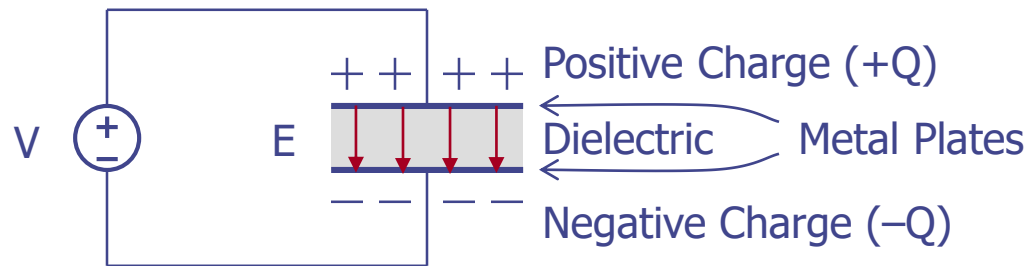 + + + + Positive Charge (+Q)
V + − E Dielectric Metal Plates
− − − − Negative Charge (–Q)